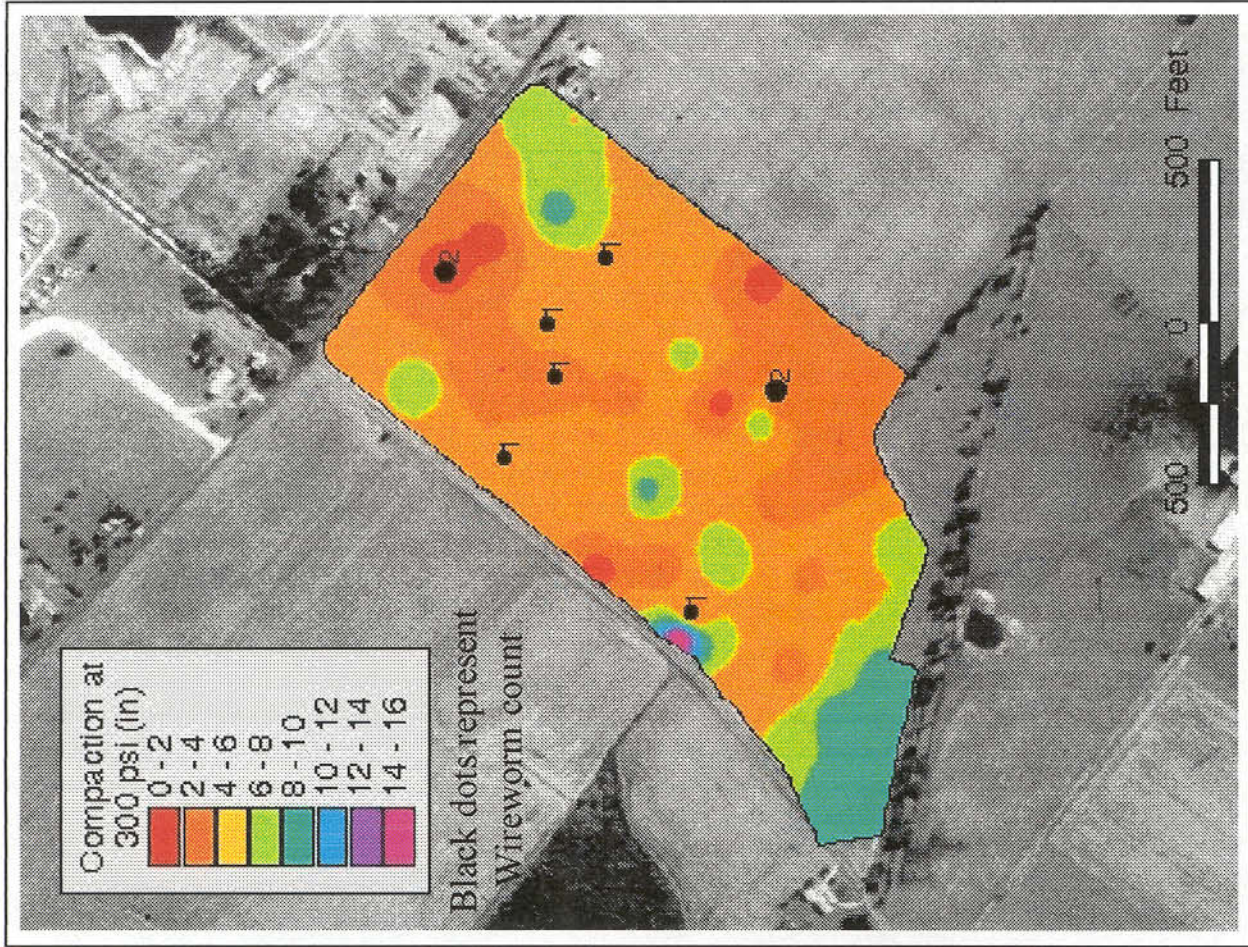 Compaction at
300 psi (in)
0 - 2
2 - 4
4 - 6
6 - 8
8 - 10
10 - 12
12 - 14
14 - 16
Black dots represent
Wireworm count
2
1
1
1
1
2
1
500 0 500 Feet